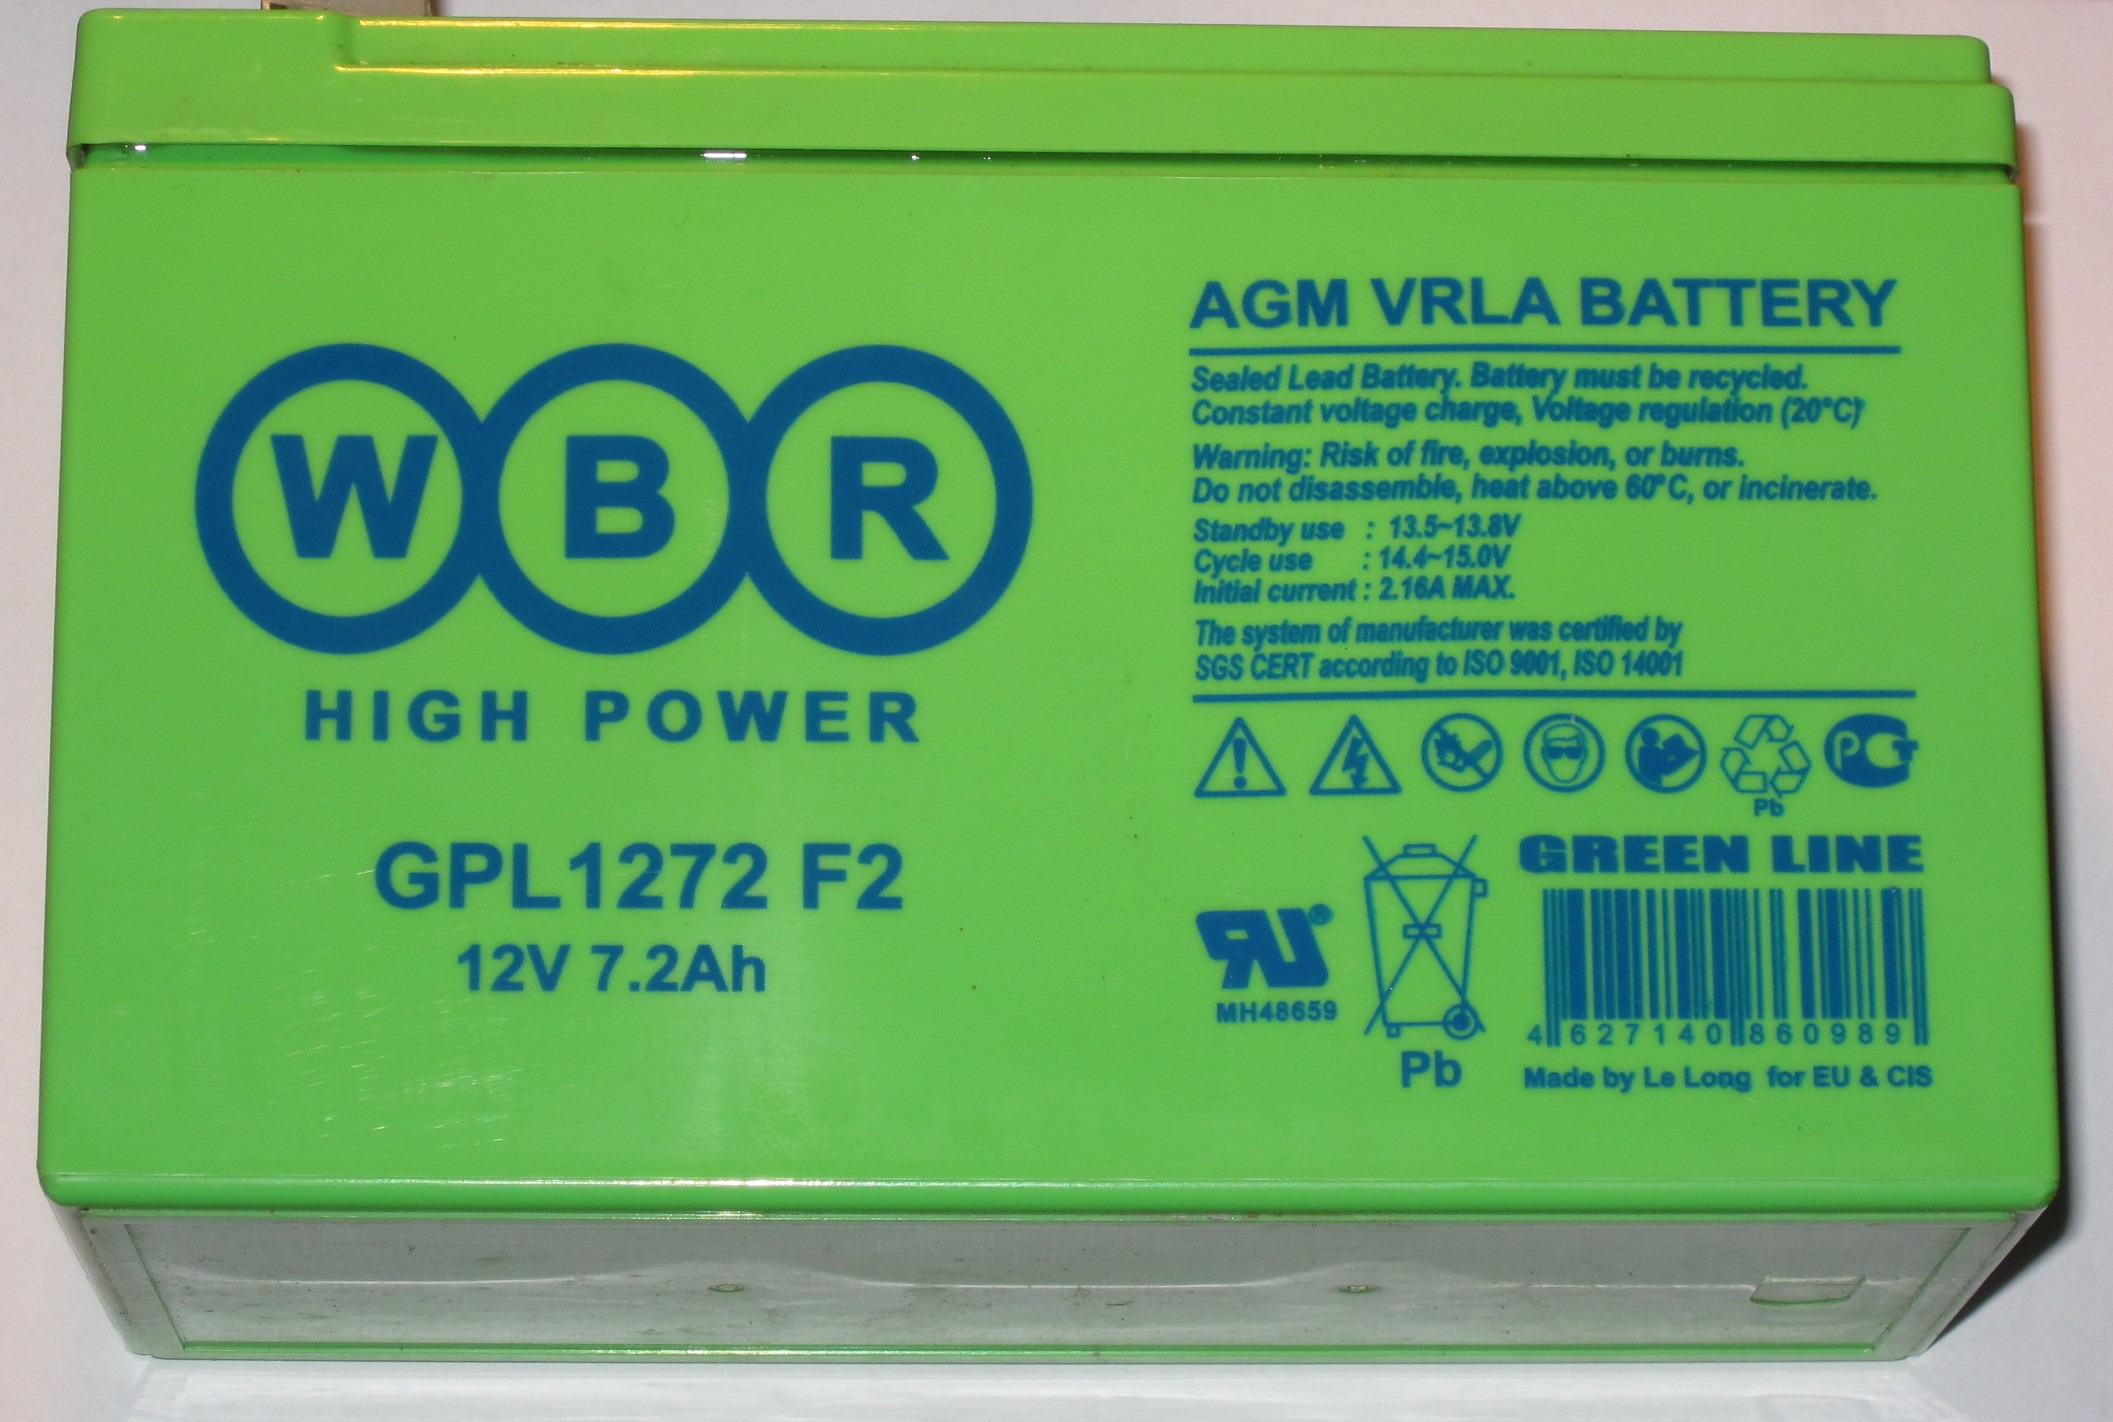 WBR
HIGH POWER
GPL1272 F2
12V 7.2Ah
AGM VRLA BATTERY
Sealed Lead Battery. Battery must be recycled.
Constant voltage charge, Voltage regulation (20°C)
Warning: Risk of fire, explosion, or burns.
Do not disassemble, heat above 60°C, or incinerate.
Standby use : 13.5~13.8V
Cycle use : 14.4~15.0V
Initial current : 2.16A MAX.
The system of manufacturer was certified by
SGS CERT according to ISO 9001, ISO 14001
Pb
РСТ
GREEN LINE
RU®
MH48659
Pb
4 627140 860989
Made by Le Long for EU & CIS